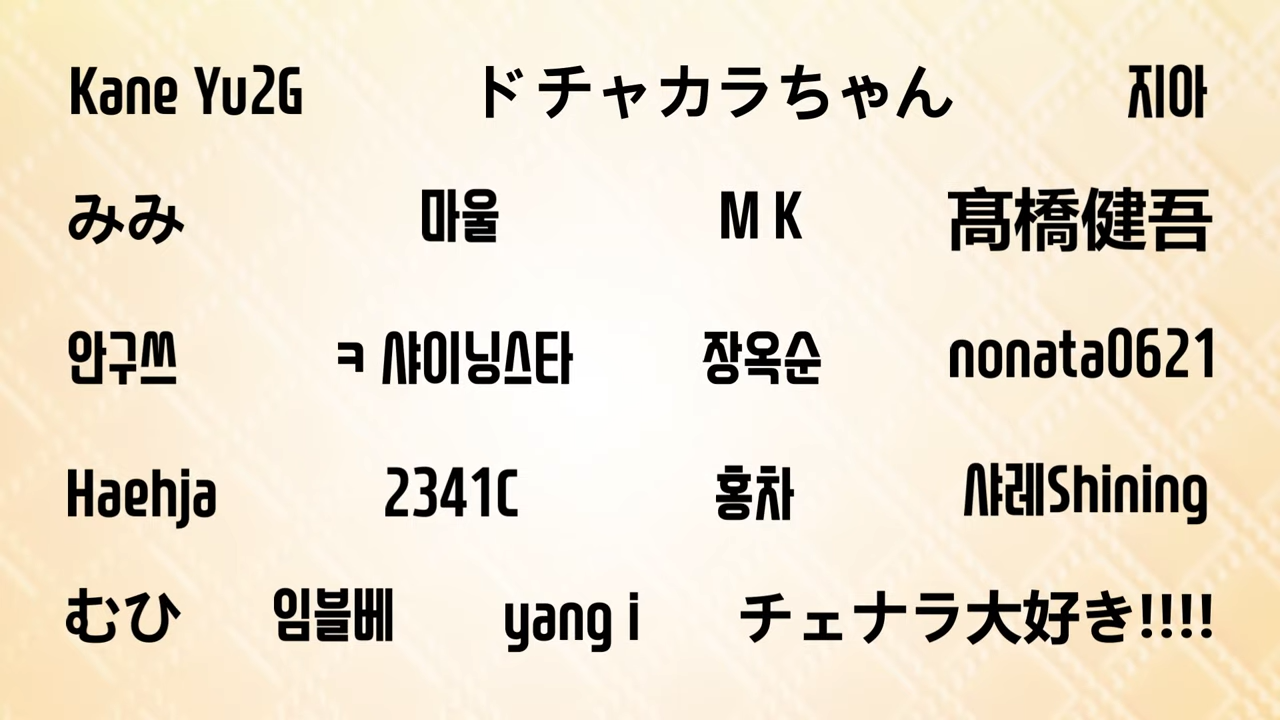 Kane Yu2G ドチャカラちゃん 지아
みみ 마울 M K 髙橋健吾
안구쓰 ㅋ 샤이닝스타 장옥순 nonata0621
Haehja 2341C 홍차 샤레Shining
むひ 임블베 yang i チェナラ大好き!!!!